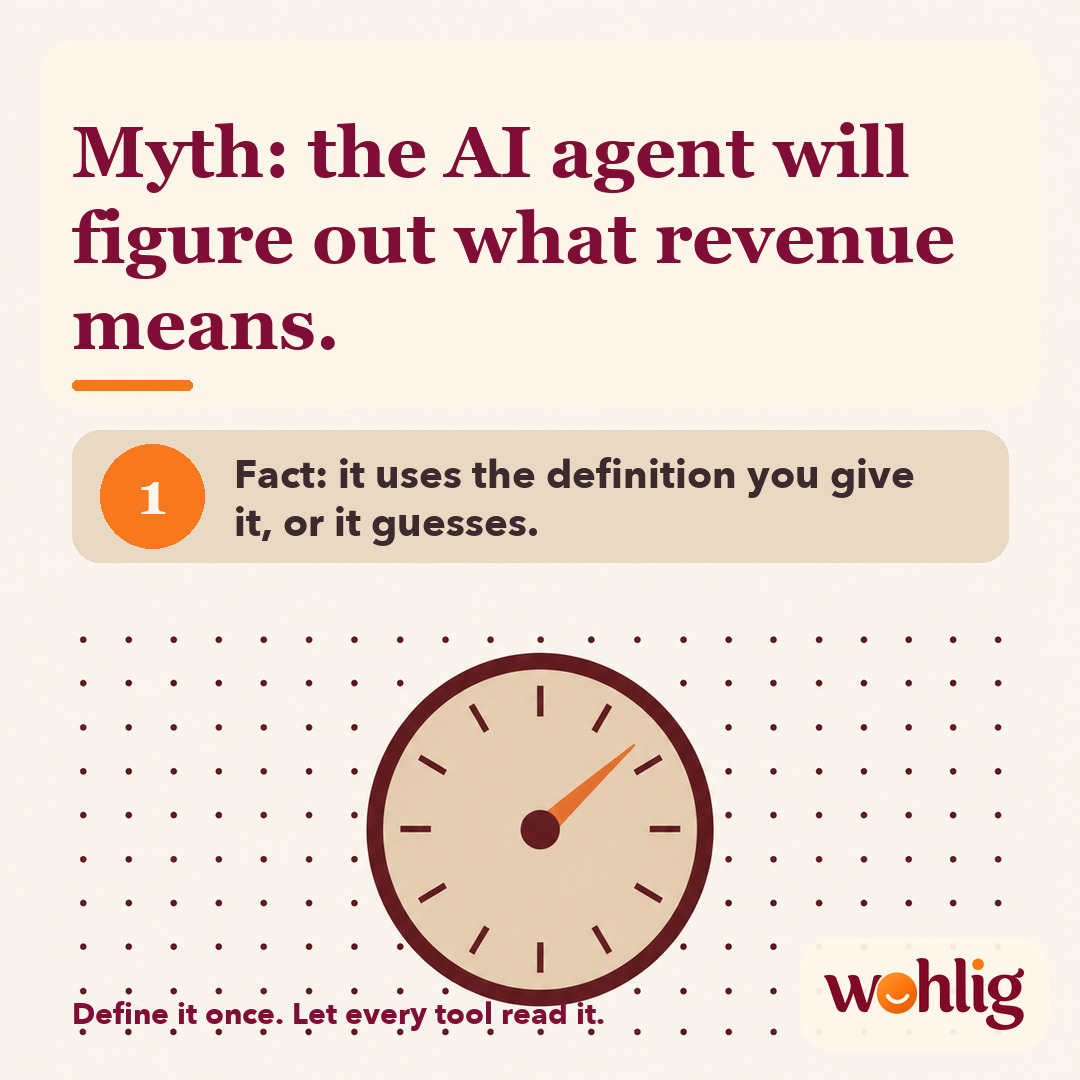 Myth: the AI agent will
figure out what revenue
means.
1
Fact: it uses the definition you give
it, or it guesses.
Define it once. Let every tool read it.
wohlig